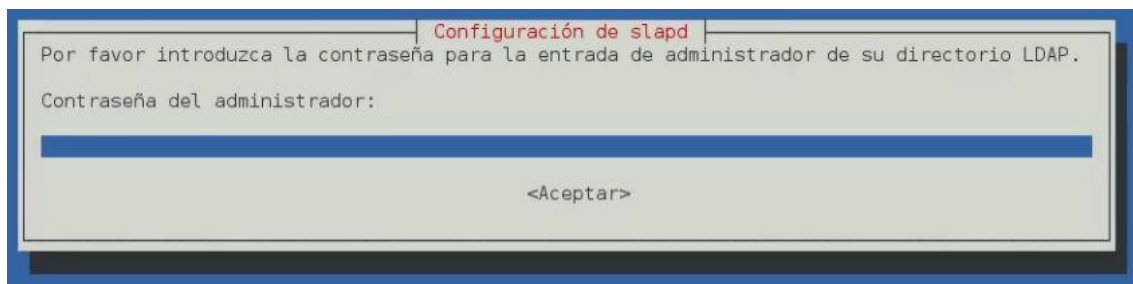 Configuración de slapd
Por favor introduzca la contraseña para la entrada de administrador de su directorio LDAP.
Contraseña del administrador:
<Aceptar>